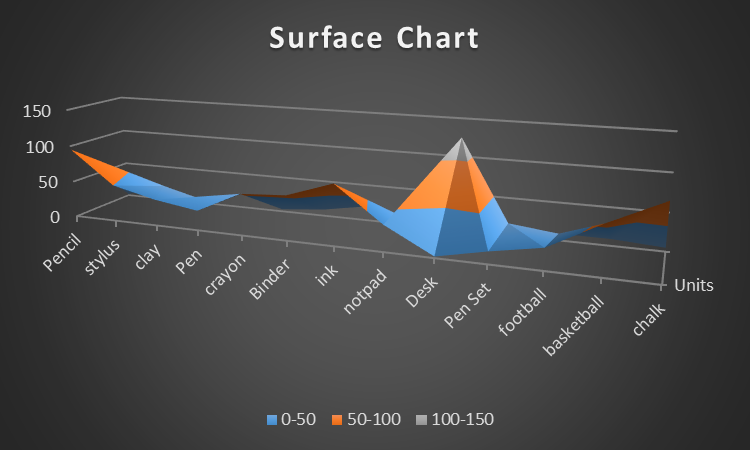 Surface Chart
150
100
50
0
Pencil
stylus
clay
Pen
crayon
Binder
ink
notpad
Desk
Pen Set
football
basketball
chalk
Units
0-50 50-100 100-150